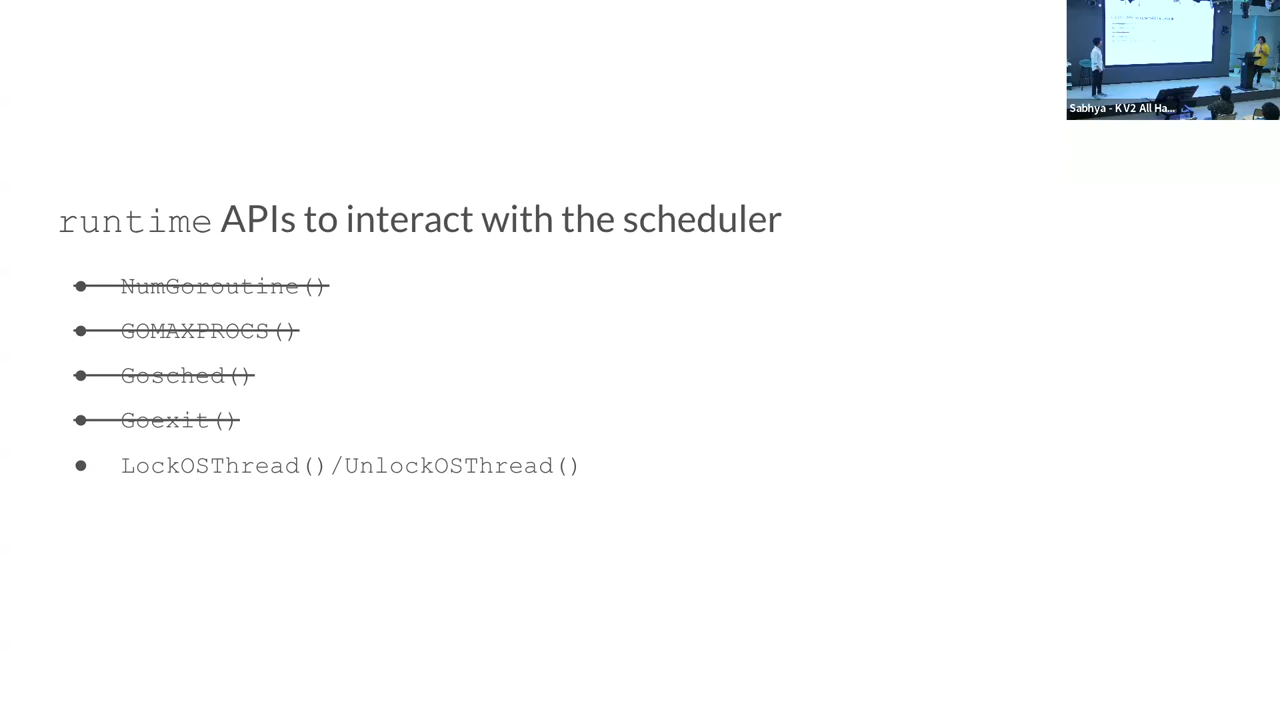 Sabhya - KV2 All Ha...
runtime APIs to interact with the scheduler
● NumGoroutine()
● GOMAXPROCS()
● Gosched()
● Goexit()
● LockOSThread()/UnlockOSThread()